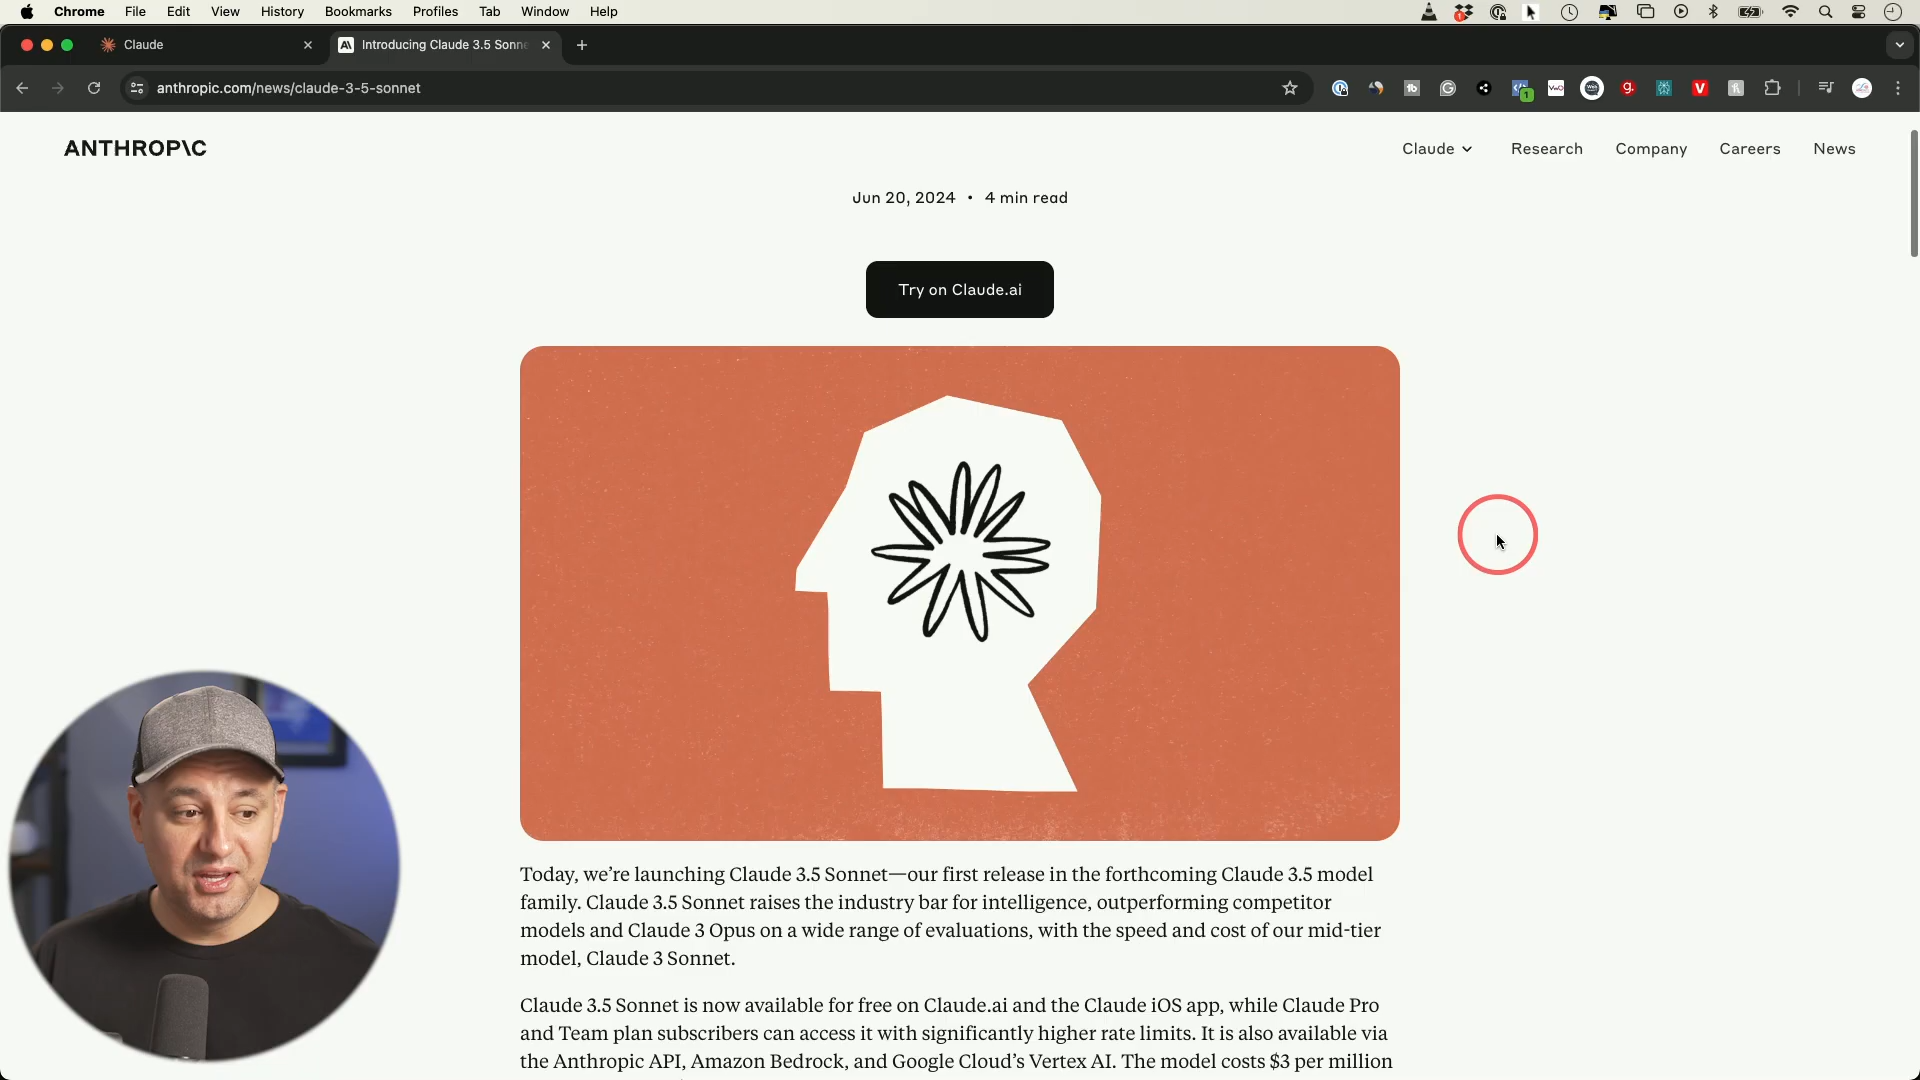 Chrome File Edit View History Bookmarks Profiles Tab Window Help
Claude
Introducing Claude 3.5 Sonne
anthropic.com/news/claude-3-5-sonnet
ANTHROP\C
Claude Research Company Careers News
Jun 20, 2024 • 4 min read
Try on Claude.ai
Today, we’re launching Claude 3.5 Sonnet—our first release in the forthcoming Claude 3.5 model
family. Claude 3.5 Sonnet raises the industry bar for intelligence, outperforming competitor
models and Claude 3 Opus on a wide range of evaluations, with the speed and cost of our mid-tier
model, Claude 3 Sonnet.
Claude 3.5 Sonnet is now available for free on Claude.ai and the Claude iOS app, while Claude Pro
and Team plan subscribers can access it with significantly higher rate limits. It is also available via
the Anthropic API, Amazon Bedrock, and Google Cloud’s Vertex AI. The model costs $3 per million